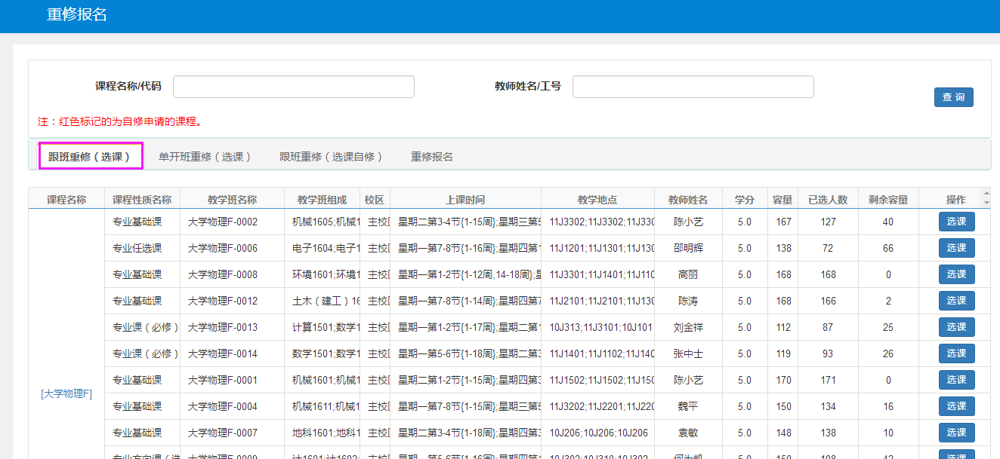 重修报名
课程名称/代码 教师姓名/工号
查 询
注：红色标记的为自修申请的课程。
跟班重修（选课） 单开班重修（选课） 跟班重修（选课自修） 重修报名
课程名称 课程性质名称 教学班名称 教学班组成 校区 上课时间 教学地点 教师姓名 学分 容量 已选人数 剩余容量 操作
专业基础课 大学物理F-0002 机械1605;机械1 主校 星期二第3-4节{1-15周};星期三第5 11J3302;11J3302;11J330 陈小艺 5.0 167 127 40 选课
专业任选课 大学物理F-0006 电子1604;电子1 主校 星期一第7-8节{1-16周};星期四第1 11J1201;11J1301;11J130 邵明辉 5.0 138 72 66 选课
专业基础课 大学物理F-0008 环境1601;环境1 主校 星期一第1-2节{1-12周,14-18周};星 11J3301;11J1401;11J110 高丽 5.0 168 168 0 选课
专业基础课 大学物理F-0012 土木（建工）16 主校 星期一第7-8节{1-14周};星期四第7 11J2101;11J2101;11J130 陈涛 5.0 168 166 2 选课
专业课（必修） 大学物理F-0013 计算1501;数学1 主校 星期一第1-2节{1-17周};星期二第1 10J313;11J3101;10J101 刘金祥 5.0 112 87 25 选课
专业课（必修） 大学物理F-0014 数学1501;数学1 主校 星期一第5-6节{1-18周};星期二第3 11J1401;11J1102;11J140 张中士 5.0 119 93 26 选课
专业基础课 大学物理F-0001 机械1601;机械1 主校 星期二第1-2节{1-15周};星期四第3 11J1502;11J1502;11J150 陈小艺 5.0 170 171 0 选课
[大学物理F]
专业基础课 大学物理F-0004 机械1611;机械1 主校 星期一第7-8节{1-15周};星期三第5 11J3202;11J2201;11J220 魏平 5.0 150 134 16 选课
专业基础课 大学物理F-0007 地科1601;地科1 主校 星期二第3-4节{1-18周};星期四第3 10J206;10J206;10J206 袁敏 5.0 148 138 10 选课